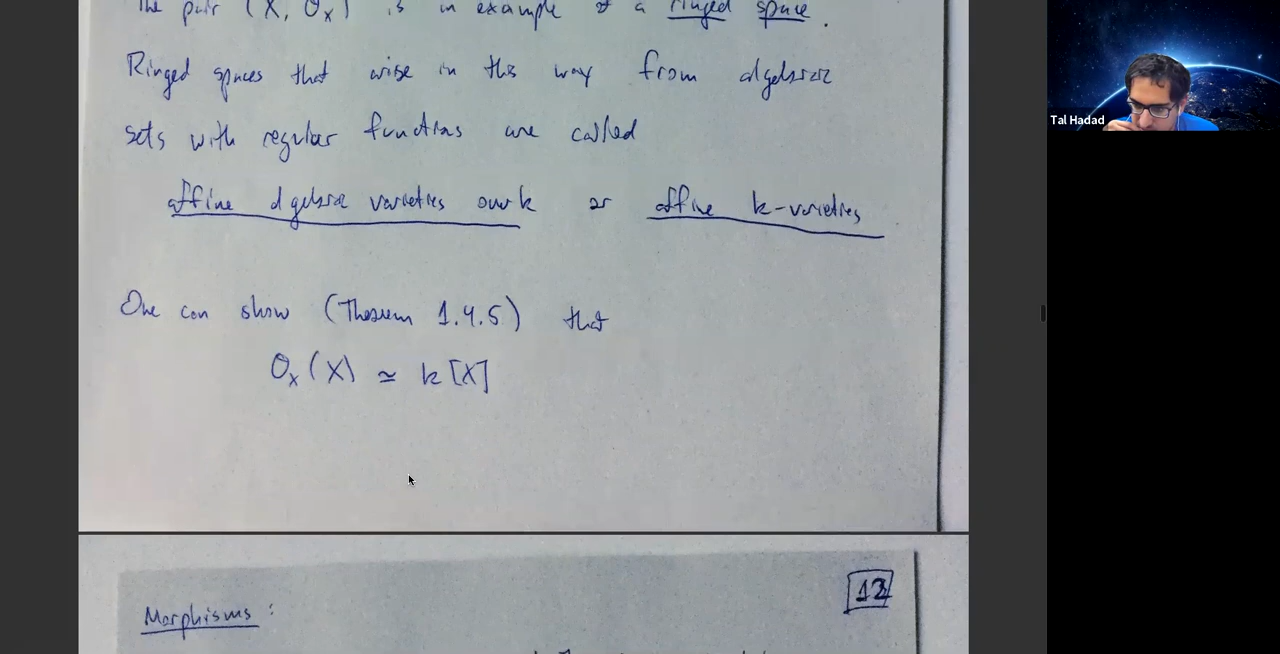 The pair (X, O_X) is an example of a ringed space.
Ringed spaces that arise in this way from algebraic
sets with regular functions are called
affine algebraic varieties over k or affine k-varieties
One can show (Theorem 1.4.5) that
O_X(X) ≃ k[X]
12
Morphisms:
Tal Hadad